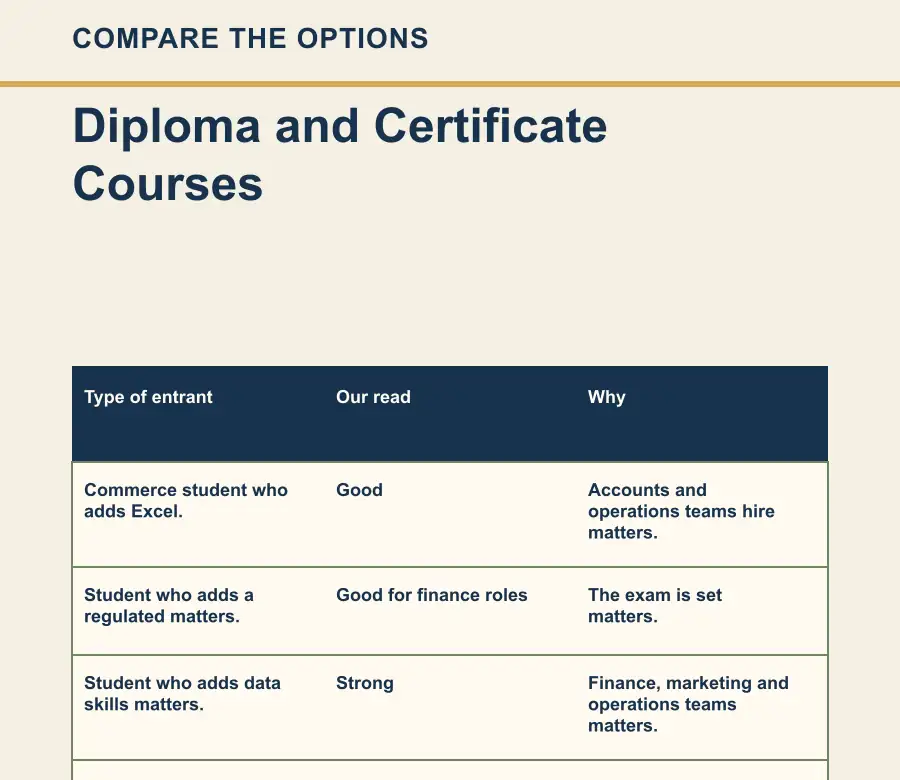 COMPARE THE OPTIONS
Diploma and Certificate
Courses
Type of entrant
Our read
Why
Commerce student who
adds Excel.
Good
Accounts and
operations teams hire
matters.
Student who adds a
regulated matters.
Good for finance roles
The exam is set
matters.
Student who adds data
skills matters.
Strong
Finance, marketing and
operations teams
matters.